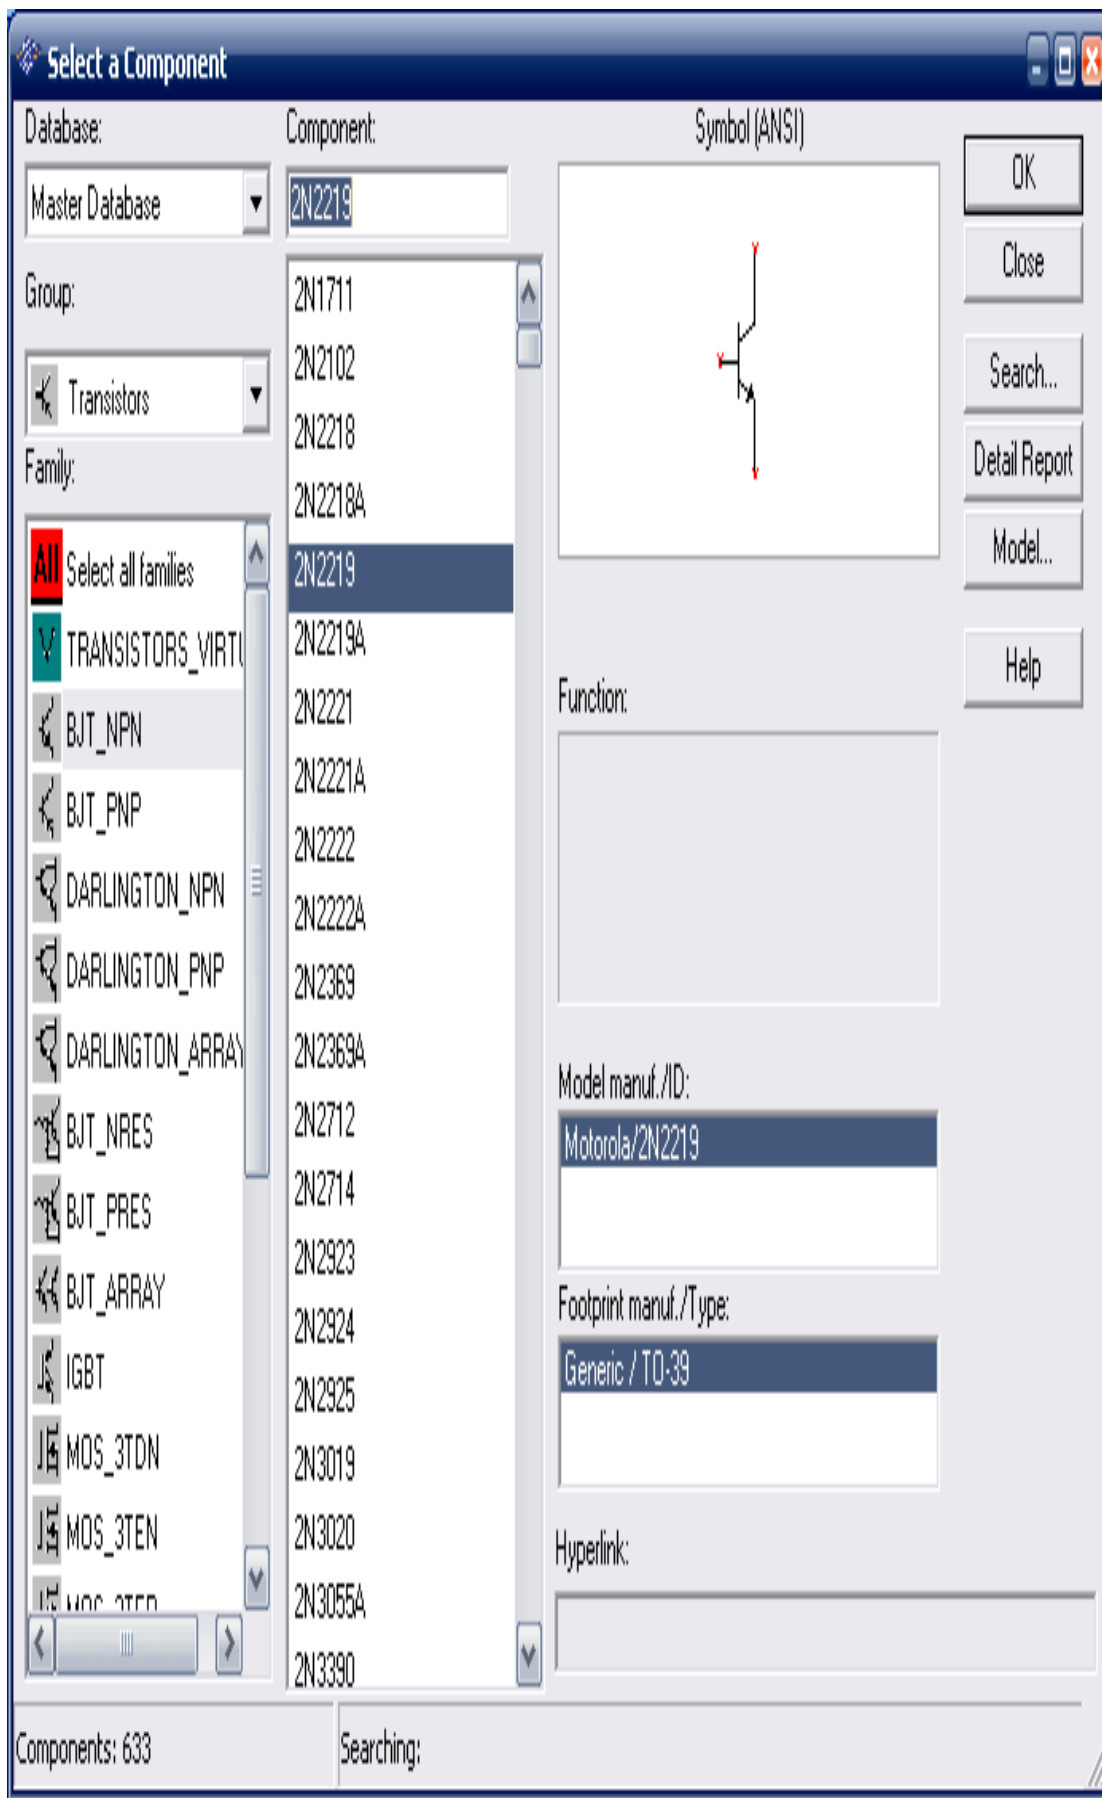 Select a Component
Database:
Master Database
Group:
Transistors
Family:
All Select all families
TRANSISTORS_VIRTU
BJT_NPN
BJT_PNP
DARLINGTON_NPN
DARLINGTON_PNP
DARLINGTON_ARRAY
BJT_NRES
BJT_PRES
BJT_ARRAY
IGBT
MOS_3TDN
MOS_3TEN
Component:
2N2219
2N1711
2N2102
2N2218
2N2218A
2N2219
2N2219A
2N2221
2N2221A
2N2222
2N2222A
2N2369
2N2369A
2N2712
2N2714
2N2923
2N2924
2N2925
2N3019
2N3020
2N3055A
2N3390
Symbol (ANSI)
Function:
Model manuf./ID:
Motorola/2N2219
Footprint manuf./Type:
Generic / TO-39
Hyperlink:
OK
Close
Search...
Detail Report
Model...
Help
Components: 633
Searching: